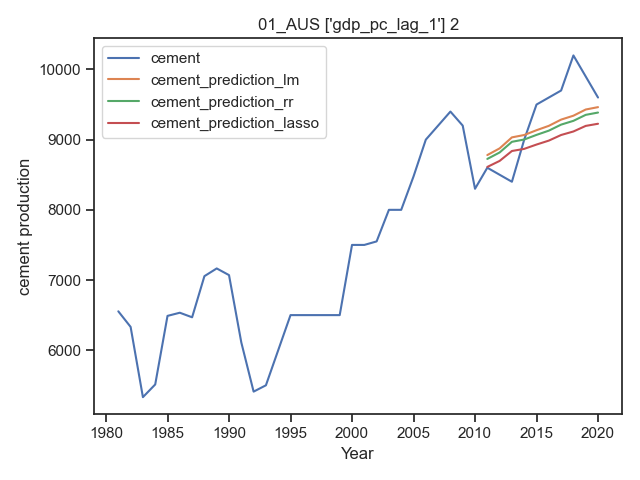 01_AUS ['gdp_pc_lag_1'] 2
cement
cement_prediction_lm
cement_prediction_rr
cement_prediction_lasso
cement production
10000
9000
8000
7000
6000
1980 1985 1990 1995 2000 2005 2010 2015 2020
Year